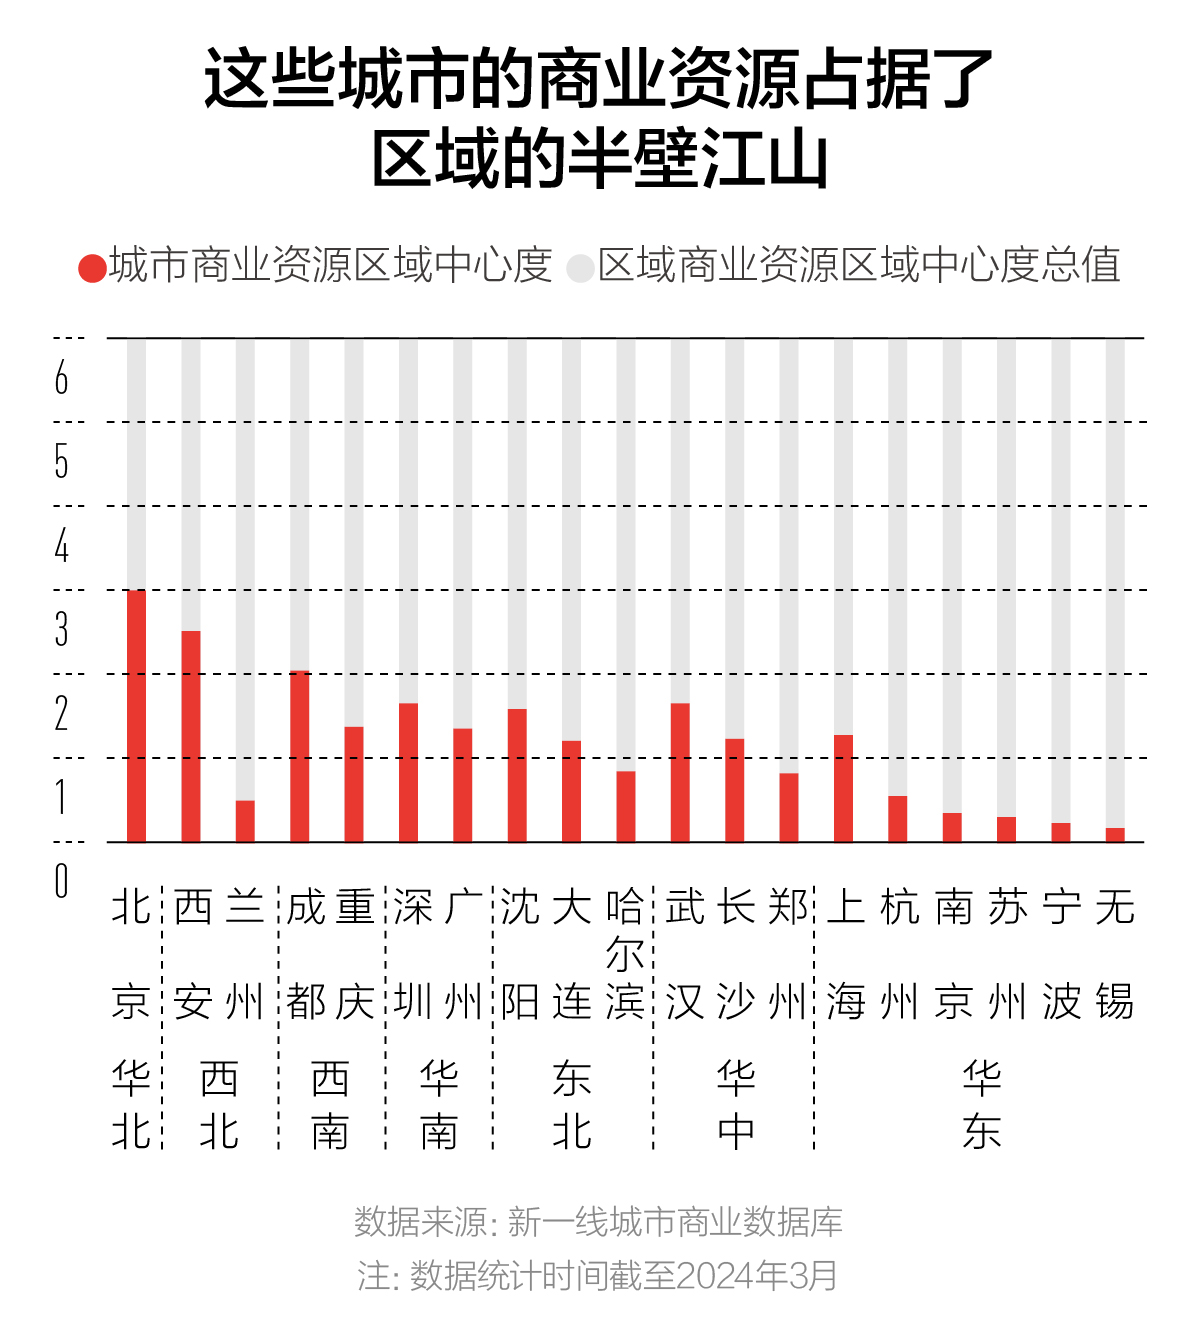 这些城市的商业资源占据了
区域的半壁江山
城市商业资源区域中心度 区域商业资源区域中心度总值
6
5
4
3
2
1
0
北京 西安 兰州 成都 重庆 深圳 广州 沈阳 大连 哈尔滨 武汉 长沙 郑州 上海 杭州 南京 苏州 宁波 无锡
华北 西北 西南 华南 东北 华中 华东
数据来源: 新一线城市商业数据库
注: 数据统计时间截至2024年3月